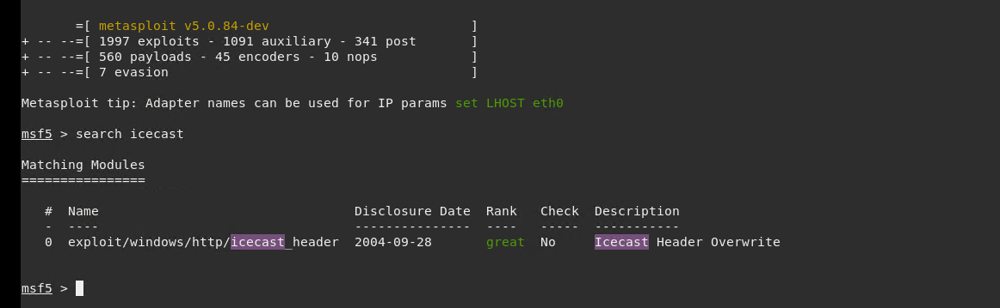 =[ metasploit v5.0.84-dev                          ]
+ -- --=[ 1997 exploits - 1091 auxiliary - 341 post       ]
+ -- --=[ 560 payloads - 45 encoders - 10 nops            ]
+ -- --=[ 7 evasion                                       ]
Metasploit tip: Adapter names can be used for IP params set LHOST eth0
msf5 > search icecast
Matching Modules
================
   #  Name                                 Disclosure Date  Rank   Check  Description
   -  ----                                 ---------------  ----   -----  -----------
   0  exploit/windows/http/icecast_header  2004-09-28       great  No     Icecast Header Overwrite
msf5 >